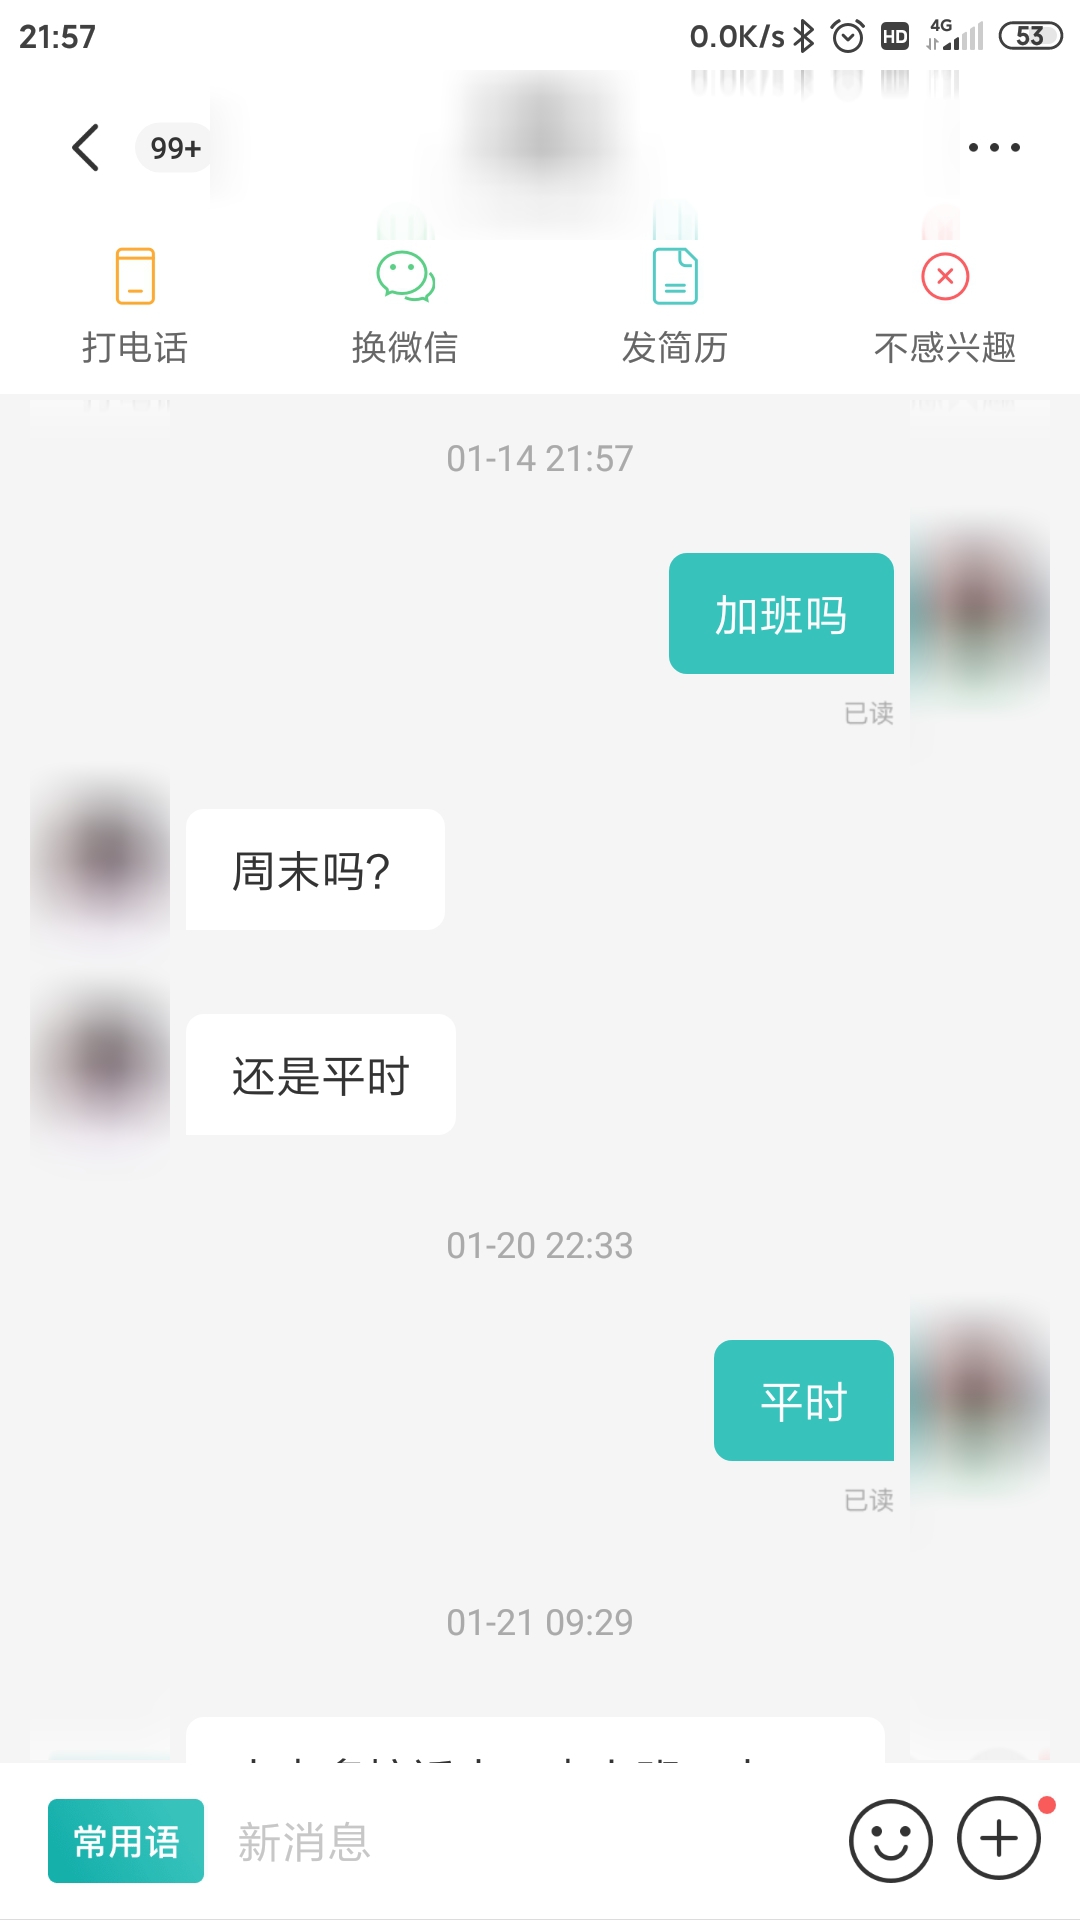 21:57
0.0K/s HD 4G 53
99+
打电话 换微信 发简历 不感兴趣
01-14 21:57
加班吗
已读
周末吗?
还是平时
01-20 22:33
平时
已读
01-21 09:29
常用语 新消息